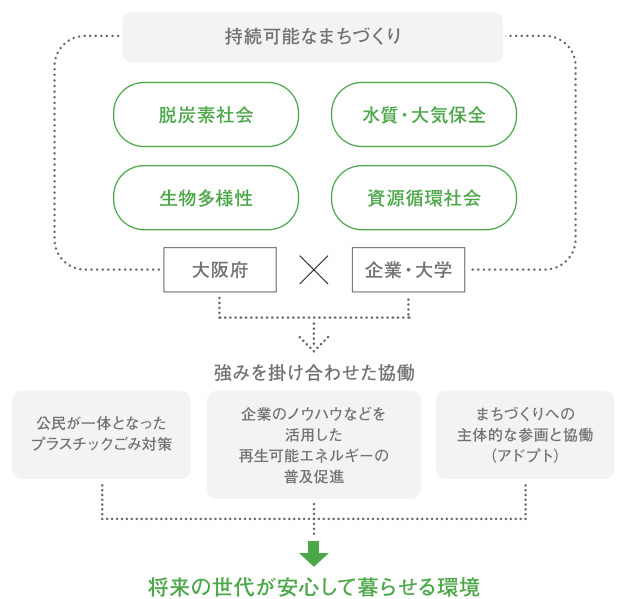 持続可能なまちづくり
脱炭素社会
水質・大気保全
生物多様性
資源循環社会
大阪府
企業・大学
強みを掛け合わせた協働
公民が一体となった
プラスチックごみ対策
企業のノウハウなどを
活用した
再生可能エネルギーの
普及促進
まちづくりへの
主体的な参画と協働
（アドプト）
将来の世代が安心して暮らせる環境